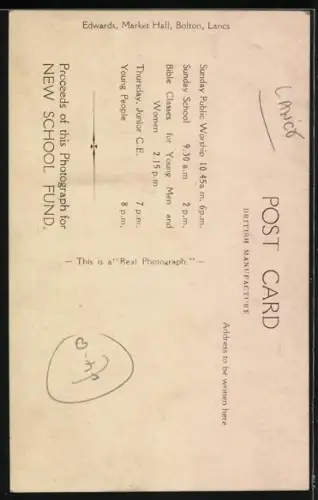 Edwards, Market Hall, Bolton, Lancs
POST CARD
BRITISH MANUFACTURE
Address to be written here
LANCS
Sunday Public Worship 10.45a m. 6p.m.
Sunday School 9.30 a.m 2 p.m.
Bible Classes for Young Men and
Women 2.15 p.m
Thursday, Junior C.E. 7 p.m.
Young People 8 p.m.
Proceeds of this Photograph for
NEW SCHOOL FUND.
— This is a "Real Photograph." —